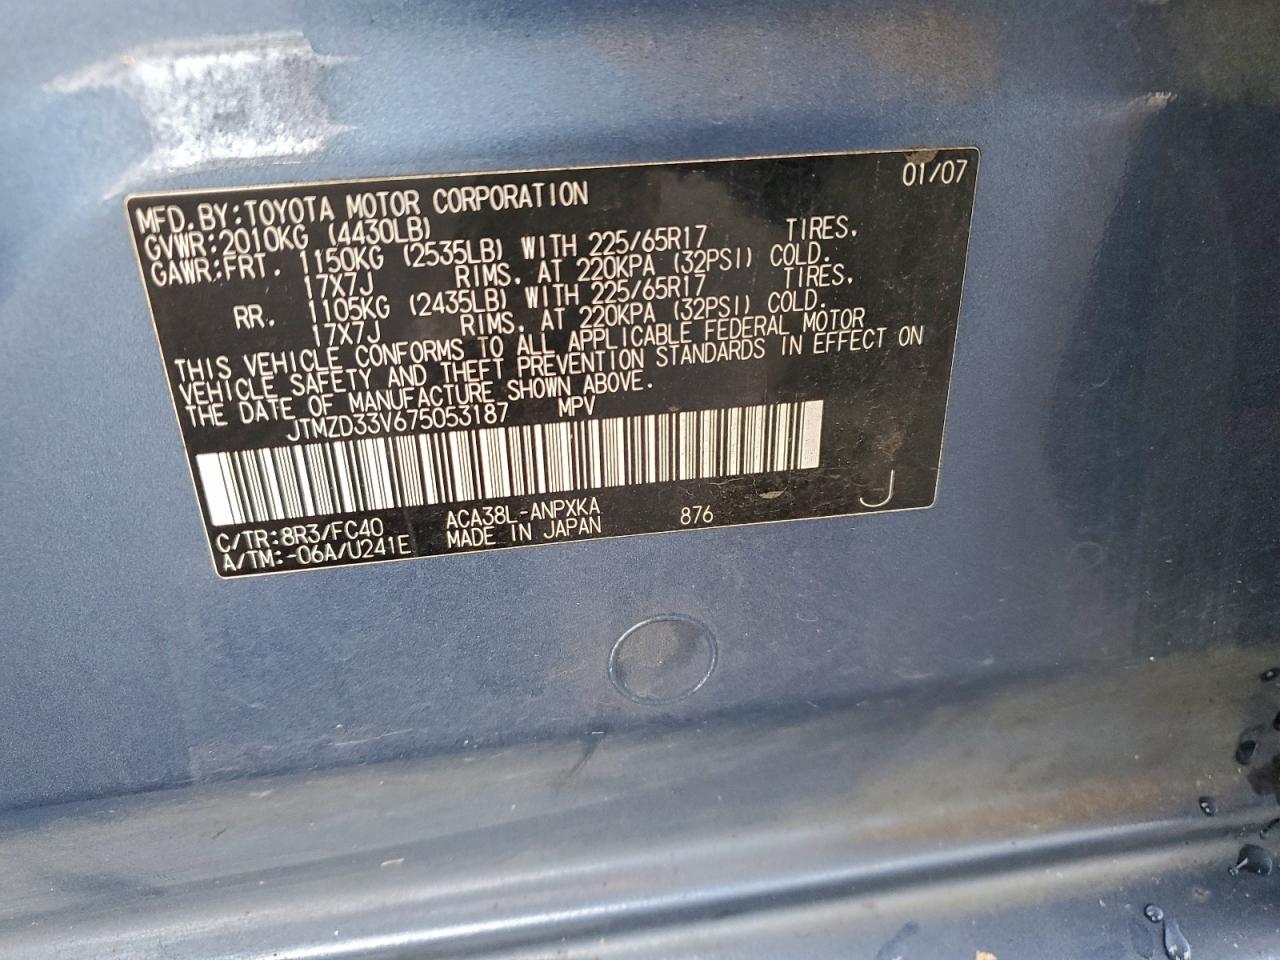 01/07
MFD.BY:TOYOTA MOTOR CORPORATION
GVWR:2010KG (4430LB)
GAWR:FRT. 1150KG (2535LB) WITH 225/65R17 TIRES.
17X7J RIMS. AT 220KPA (32PSI) COLD.
RR. 1105KG (2435LB) WITH 225/65R17 TIRES.
17X7J RIMS. AT 220KPA (32PSI) COLD.
THIS VEHICLE CONFORMS TO ALL APPLICABLE FEDERAL MOTOR
VEHICLE SAFETY AND THEFT PREVENTION STANDARDS IN EFFECT ON
THE DATE OF MANUFACTURE SHOWN ABOVE.
JTMZD33V675053187 MPV
C/TR:8R3/FC40 ACA38L-ANPXKA 876 J
A/TM:-06A/U241E MADE IN JAPAN